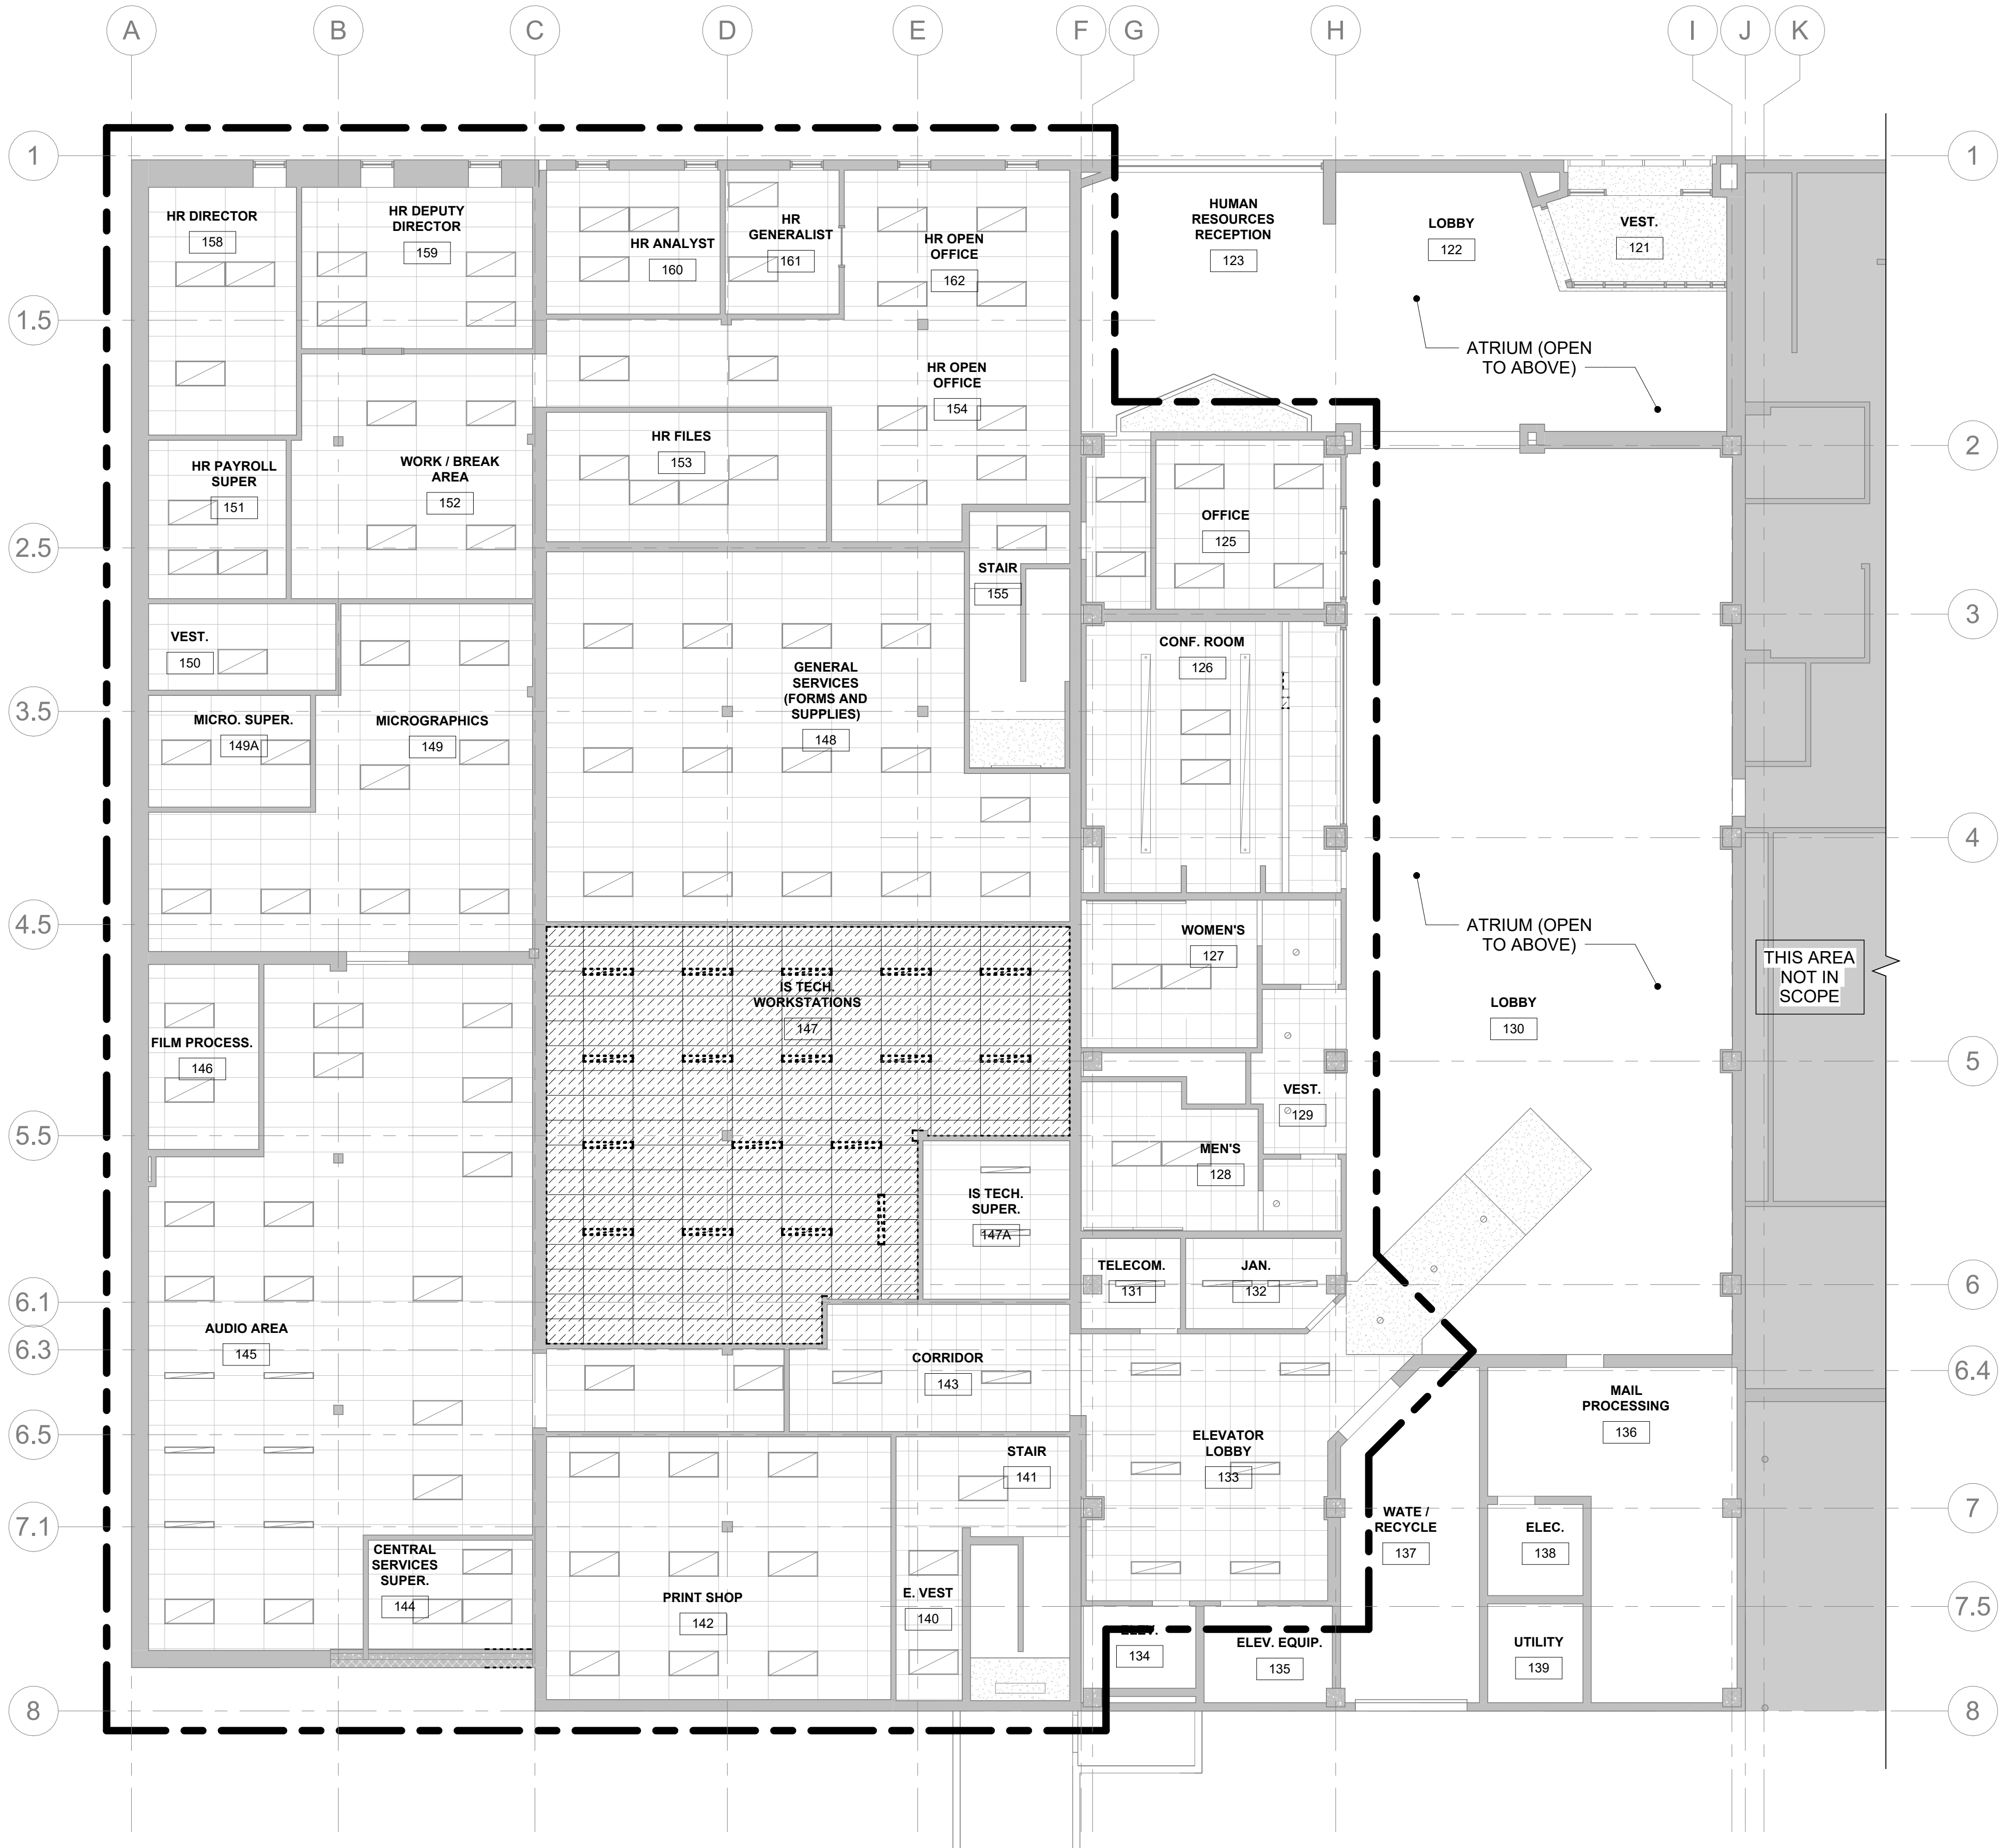 A B C D E F G H I J K
1 1
HR DIRECTOR
158
HR DEPUTY
DIRECTOR
159
HR ANALYST
160
HR
GENERALIST
161
HR OPEN
OFFICE
162
HUMAN
RESOURCES
RECEPTION
123
LOBBY
122
VEST.
121
1.5
ATRIUM (OPEN
TO ABOVE)
HR OPEN
OFFICE
154
HR FILES
153
2
HR PAYROLL
SUPER
151
WORK / BREAK
AREA
152
OFFICE
125
2.5
STAIR
155
3
VEST.
150
CONF. ROOM
126
GENERAL
SERVICES
(FORMS AND
SUPPLIES)
148
3.5
MICRO. SUPER.
149A
MICROGRAPHICS
149
4
4.5
ATRIUM (OPEN
TO ABOVE)
WOMEN'S
127
THIS AREA
NOT IN
SCOPE
IS TECH.
WORKSTATIONS
147
LOBBY
130
FILM PROCESS.
146
5
VEST.
129
5.5
MEN'S
128
IS TECH.
SUPER.
147A
TELECOM.
131
JAN.
132
6
6.1
AUDIO AREA
145
6.3
CORRIDOR
143
6.4
MAIL
PROCESSING
136
6.5
ELEVATOR
LOBBY
133
STAIR
141
7
7.1
WATE /
RECYCLE
137
ELEC.
138
CENTRAL
SERVICES
SUPER.
144
PRINT SHOP
142
E. VEST
140
7.5
ELEV.
134
ELEV. EQUIP.
135
UTILITY
139
8 8